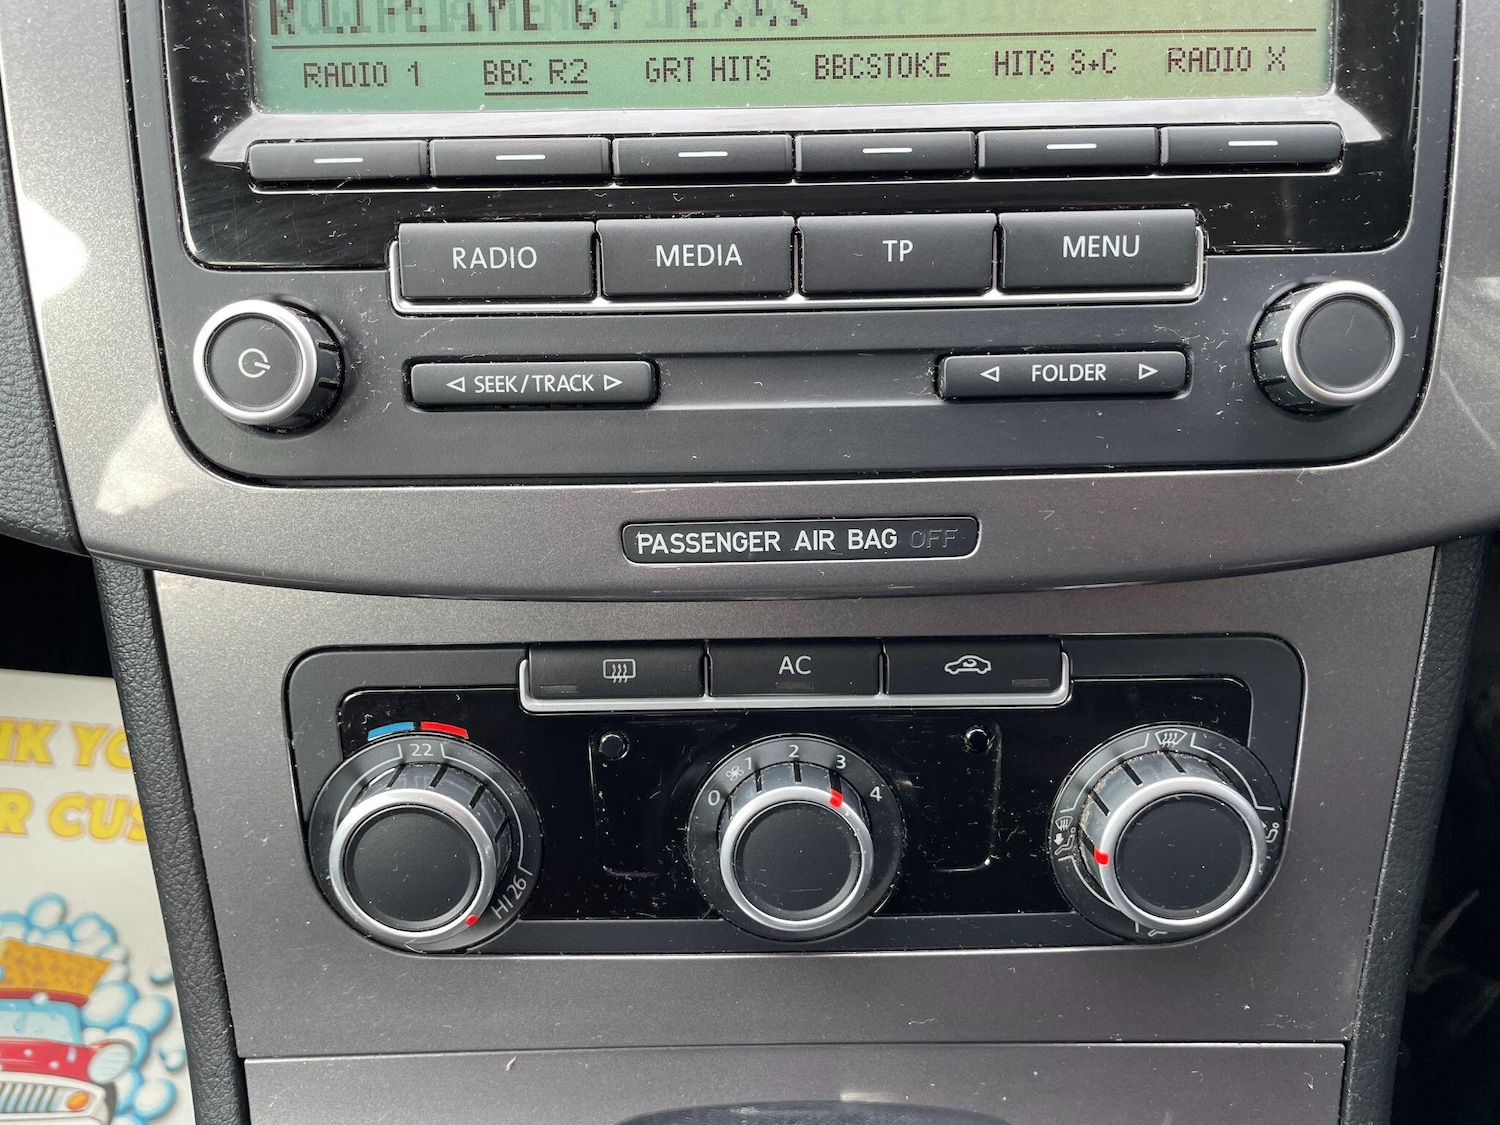 RADIO 1 BBC R2 GRT HITS BBCSTOKE HITS S+C RADIO X
RADIO MEDIA TP MENU
SEEK/TRACK FOLDER
PASSENGER AIR BAG OFF
AC
22
HI 26
0 1 2 3 4